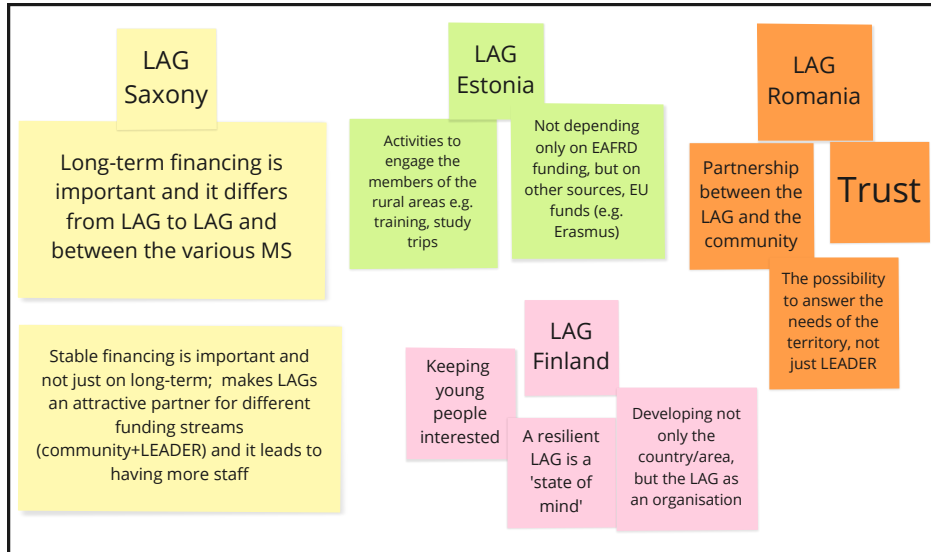 LAG
Saxony
Long-term financing is
important and it differs
from LAG to LAG and
between the various MS
Stable financing is important and
not just on long-term;  makes LAGs
an attractive partner for different
funding streams
(community+LEADER) and it leads to
having more staff
LAG
Estonia
Activities to
engage the
members of the
rural areas e.g.
training, study
trips
Not depending
only on EAFRD
funding, but on
other sources, EU
funds (e.g.
Erasmus)
LAG
Finland
Keeping
young
people
interested
A resilient
LAG is a
'state of
mind'
Developing not
only the
country/area,
but the LAG as
an organisation
LAG
Romania
Partnership
between the
LAG and the
community
Trust
The possibility
to answer the
needs of the
territory, not
just LEADER